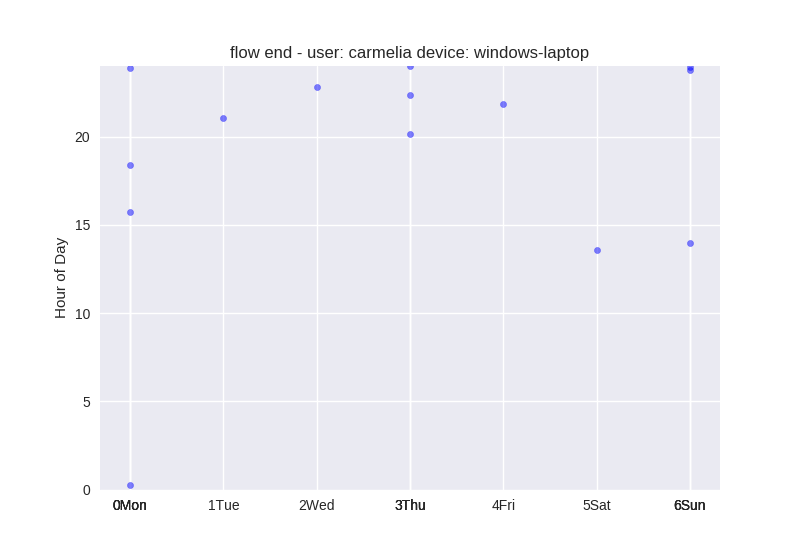 flow end - user: carmelia device: windows-laptop
Hour of Day
20
15
10
5
0
0Mon 1Tue 2Wed 3Thu 4Fri 5Sat 6Sun